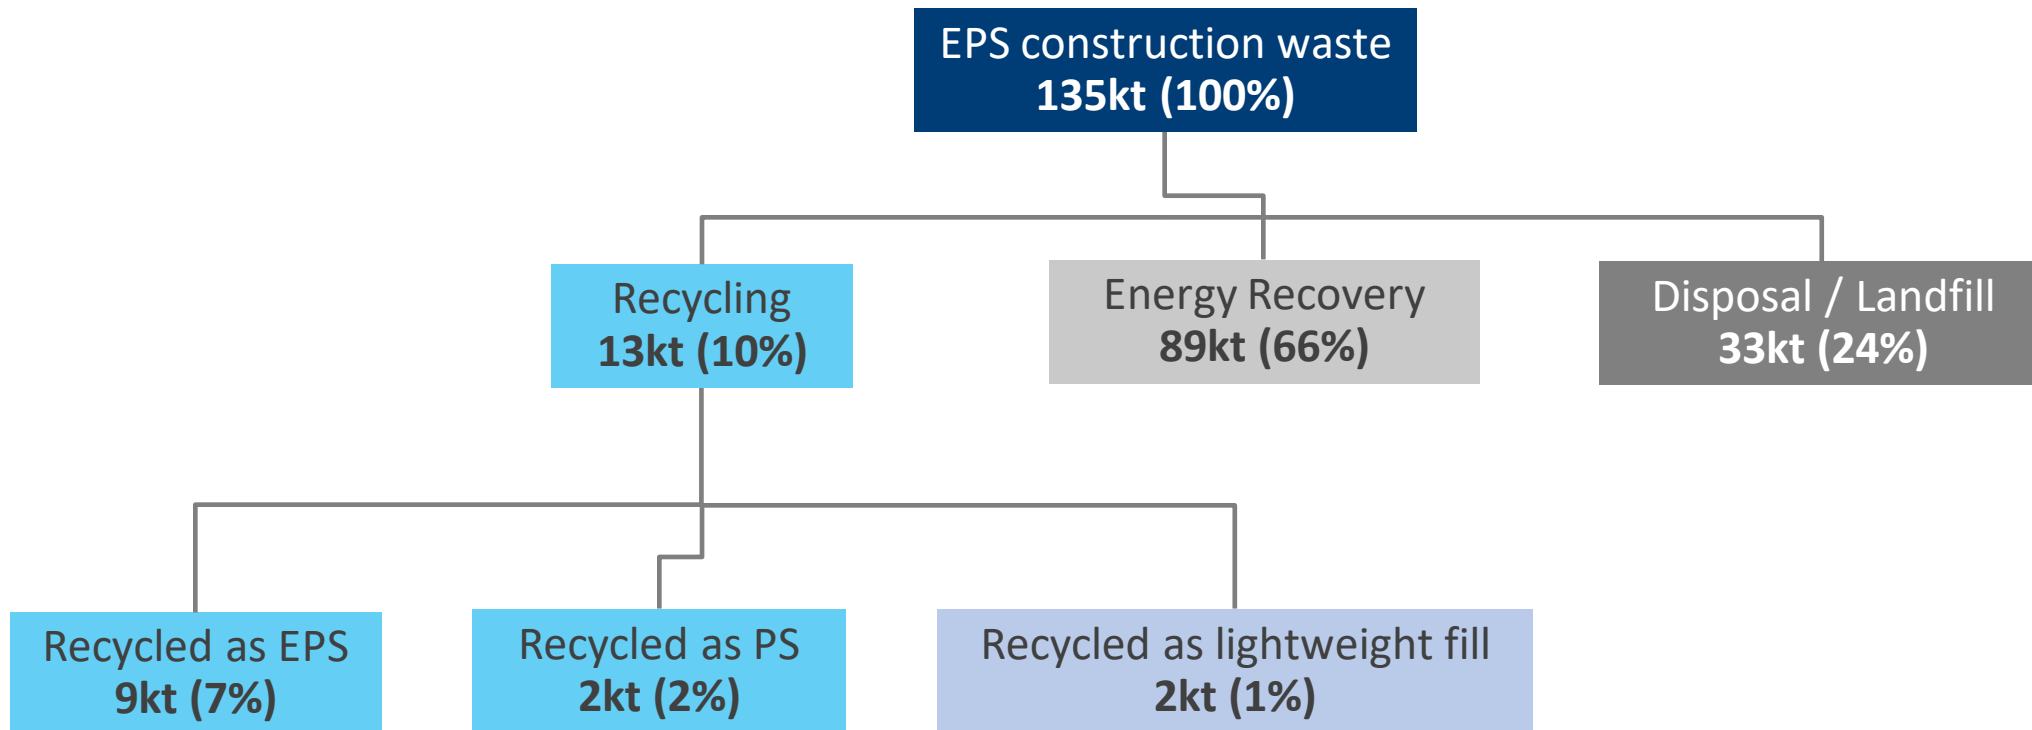 EPS construction waste
135kt (100%)
Recycling
13kt (10%)
Energy Recovery
89kt (66%)
Disposal / Landfill
33kt (24%)
Recycled as EPS
9kt (7%)
Recycled as PS
2kt (2%)
Recycled as lightweight fill
2kt (1%)